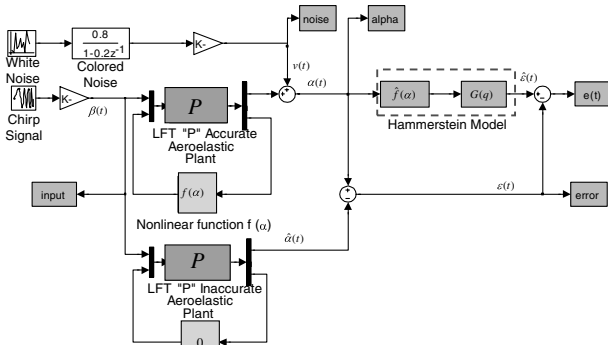 0.8
1-0.2z⁻¹
White
Noise
Colored
Noise
K-
noise
alpha
v(t)
α(t)
Chirp
Signal
K-
β(t)
P
LFT "P" Accurate
Aeroelastic
Plant
f(α)
Nonlinear function f (α)
f̂(α)
G(q)
Hammerstein Model
ε̂(t)
e(t)
input
ε(t)
error
α̂(t)
P
LFT "P" Inaccurate
Aeroelastic
Plant
0